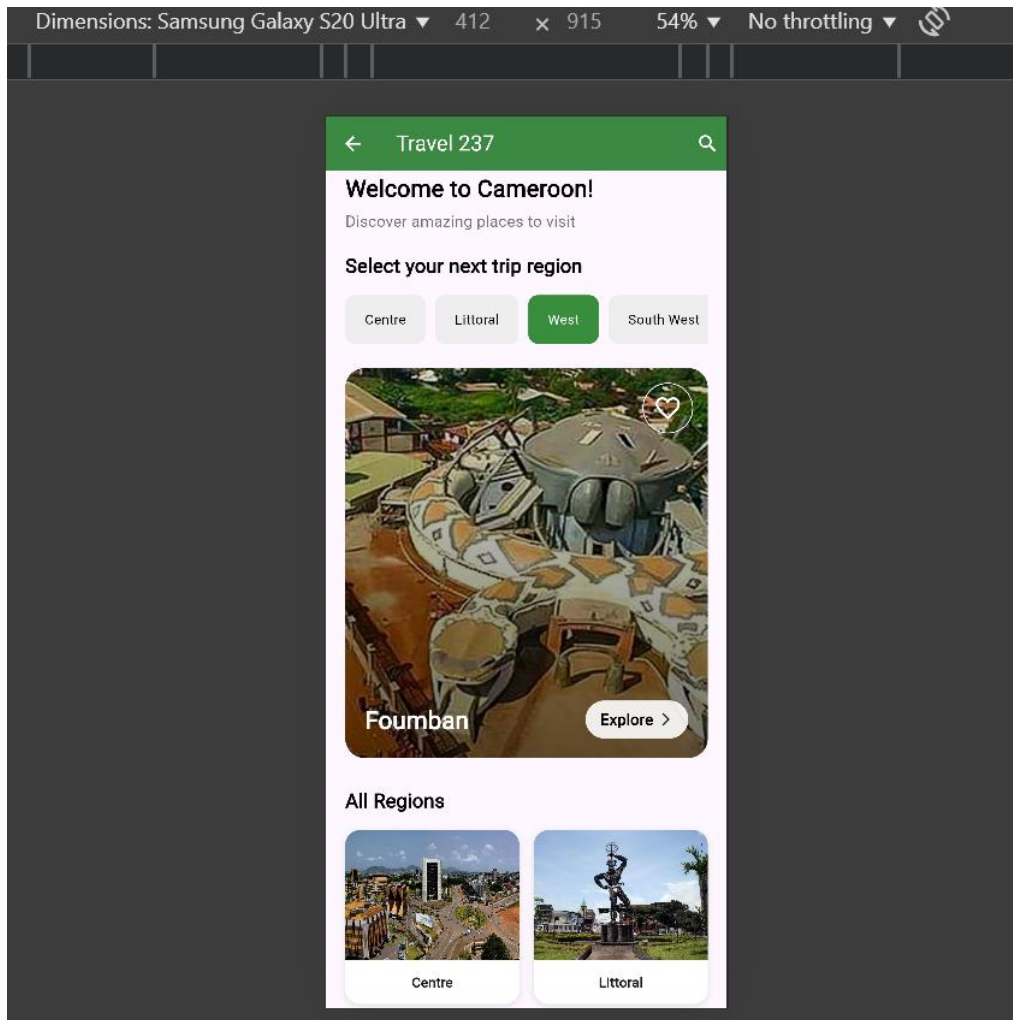 Dimensions: Samsung Galaxy S20 Ultra ▼ 412 × 915 54% ▼ No throttling ▼
Travel 237
Welcome to Cameroon!
Discover amazing places to visit
Select your next trip region
Centre Littoral West South West
Foumban Explore >
All Regions
Centre Littoral